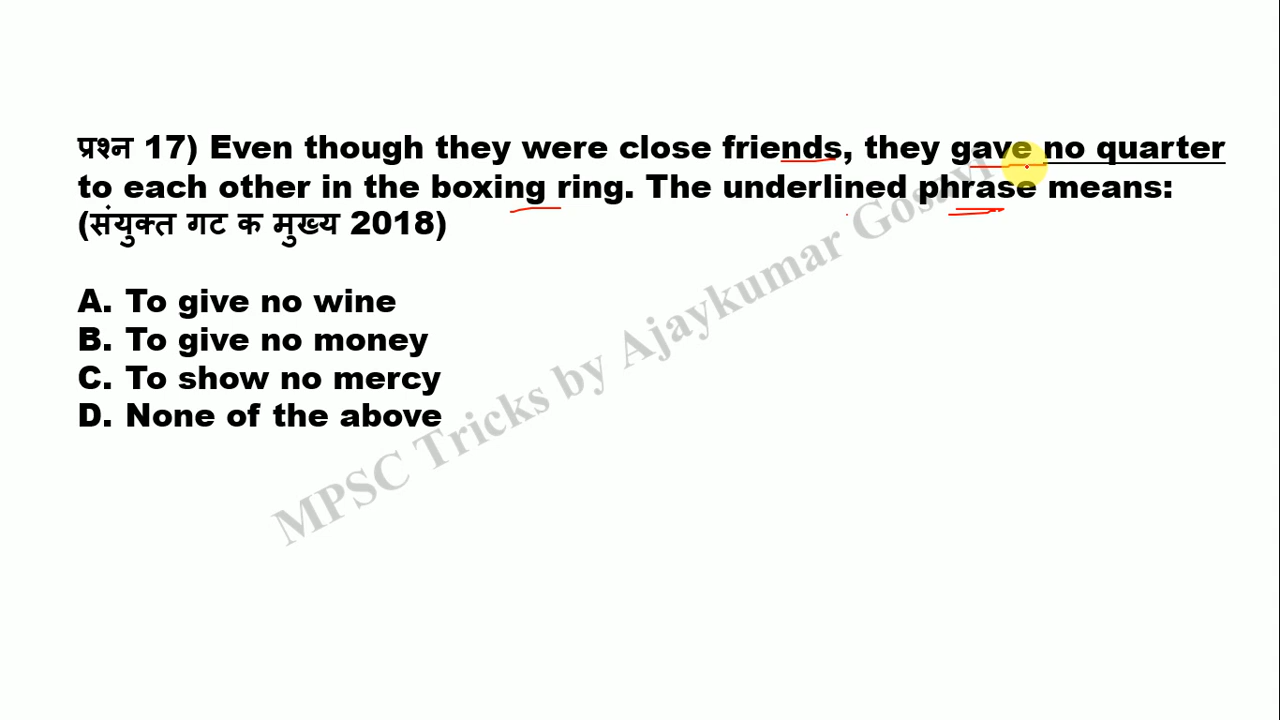 प्रश्न 17) Even though they were close friends, they gave no quarter
to each other in the boxing ring. The underlined phrase means:
(संयुक्त गट क मुख्य 2018)
A. To give no wine
B. To give no money
C. To show no mercy
D. None of the above
MPSC Tricks by Ajaykumar Gosavi